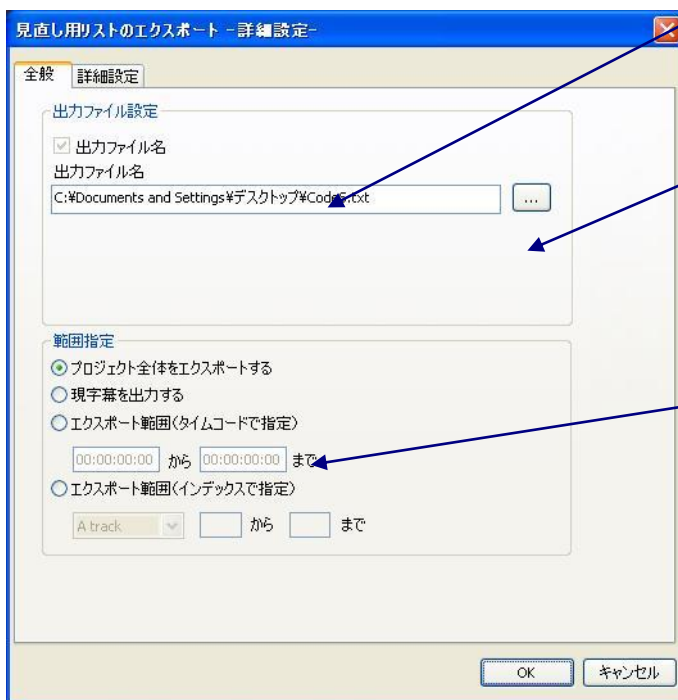 見直し用リストのエクスポート -詳細設定-
全般 詳細設定
出力ファイル設定
出力ファイル名
出力ファイル名
C:¥Documents and Settings¥デスクトップ¥Code6.txt ...
範囲指定
プロジェクト全体をエクスポートする
現字幕を出力する
エクスポート範囲(タイムコードで指定)
00:00:00:00 から 00:00:00:00 まで
エクスポート範囲(インデックスで指定)
A track から まで
OK キャンセル